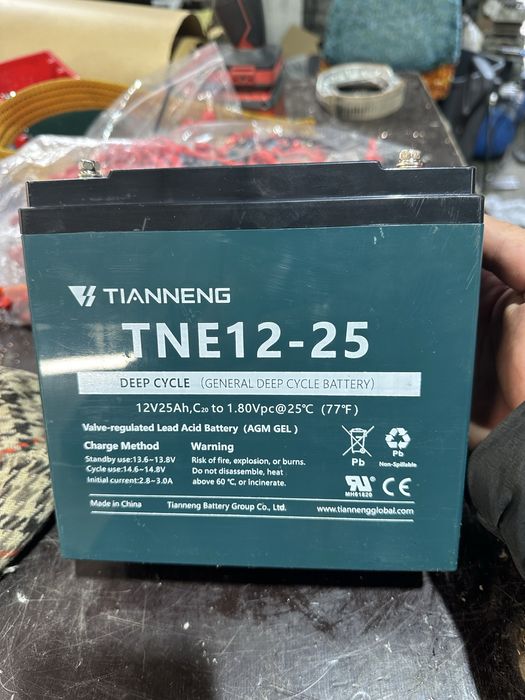 TIANNENG
TNE12-25
DEEP CYCLE (GENERAL DEEP CYCLE BATTERY)
12V25Ah,C₂₀ to 1.80Vpc@25℃ (77°F)
Valve-regulated Lead Acid Battery (AGM GEL)
Charge Method
Standby use:13.6~13.8V
Cycle use:14.6~14.8V
Initial current:2.8~3.0A
Warning
Risk of fire, explosion, or burns.
Do not disassemble, heat
above 60 ℃, or incinerate.
Pb
Pb
Non-Spillable
MH61820
CE
Made in China Tianneng Battery Group Co., Ltd. www.tiannengglobal.com